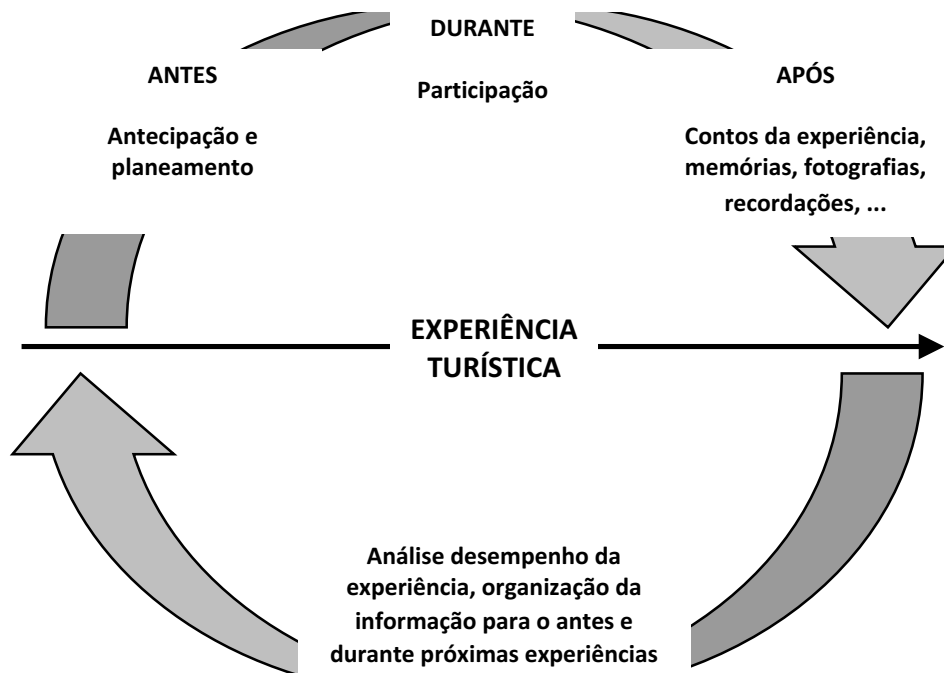 DURANTE
Participação
ANTES
Antecipação e
planeamento
APÓS
Contos da experiência,
memórias, fotografias,
recordações, ...
EXPERIÊNCIA
TURÍSTICA
Análise desempenho da
experiência, organização da
informação para o antes e
durante próximas experiências